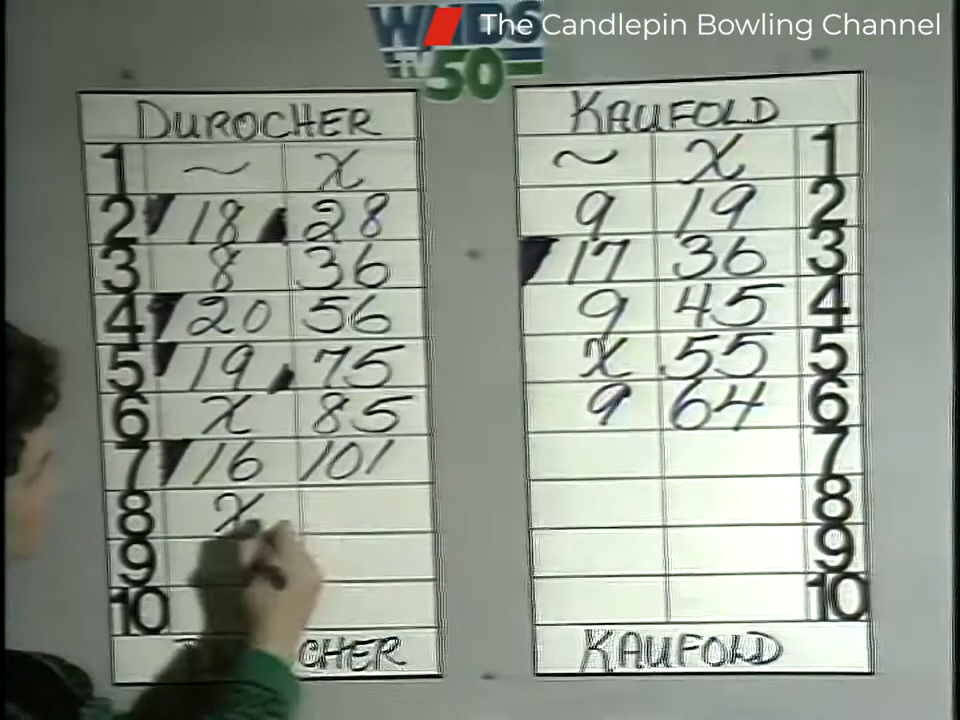 The Candlepin Bowling Channel
TV 50
DUROCHER
1 ~ X
2 18 28
3 8 36
4 20 56
5 19 75
6 X 85
7 16 101
8 X
9
10
CHER
KAUFOLD
~ X 1
9 19 2
17 36 3
9 45 4
X 55 5
9 64 6
7
8
9
10
KAUFOLD